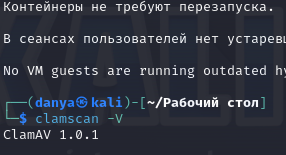 Контейнеры не требуют перезапуска.
В сеансах пользователей нет устарев
No VM guests are running outdated hy
┌──(danya㉿kali)-[~/Рабочий стол]
└─$ clamscan -V
ClamAV 1.0.1